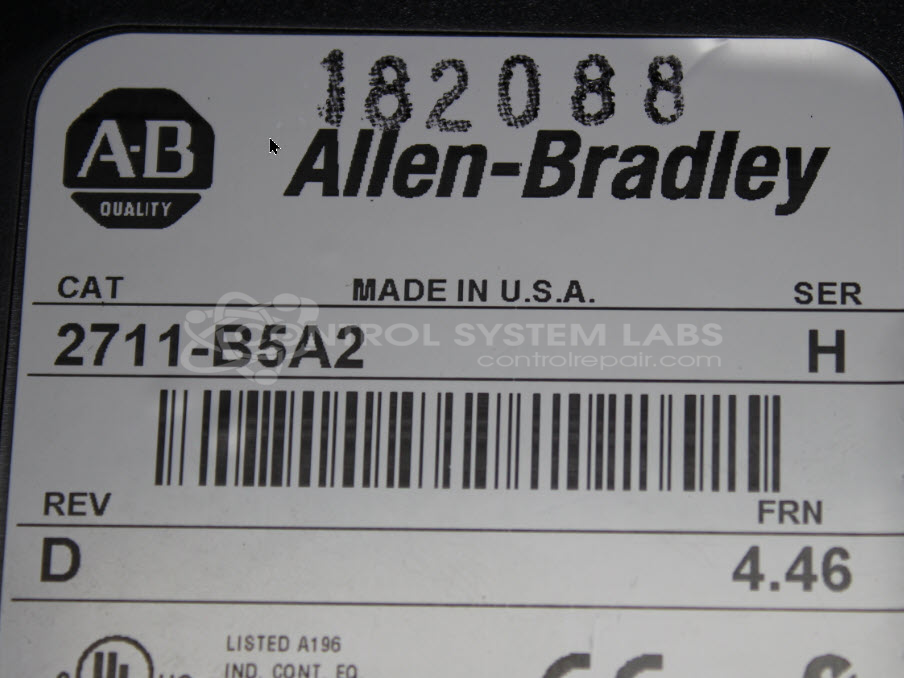 182088
A-B
QUALITY
Allen-Bradley
CAT MADE IN U.S.A. SER
2711-B5A2 H
CONTROL SYSTEM LABS
controlrepair.com
REV FRN
D 4.46
LISTED A196
IND. CONT. EQ